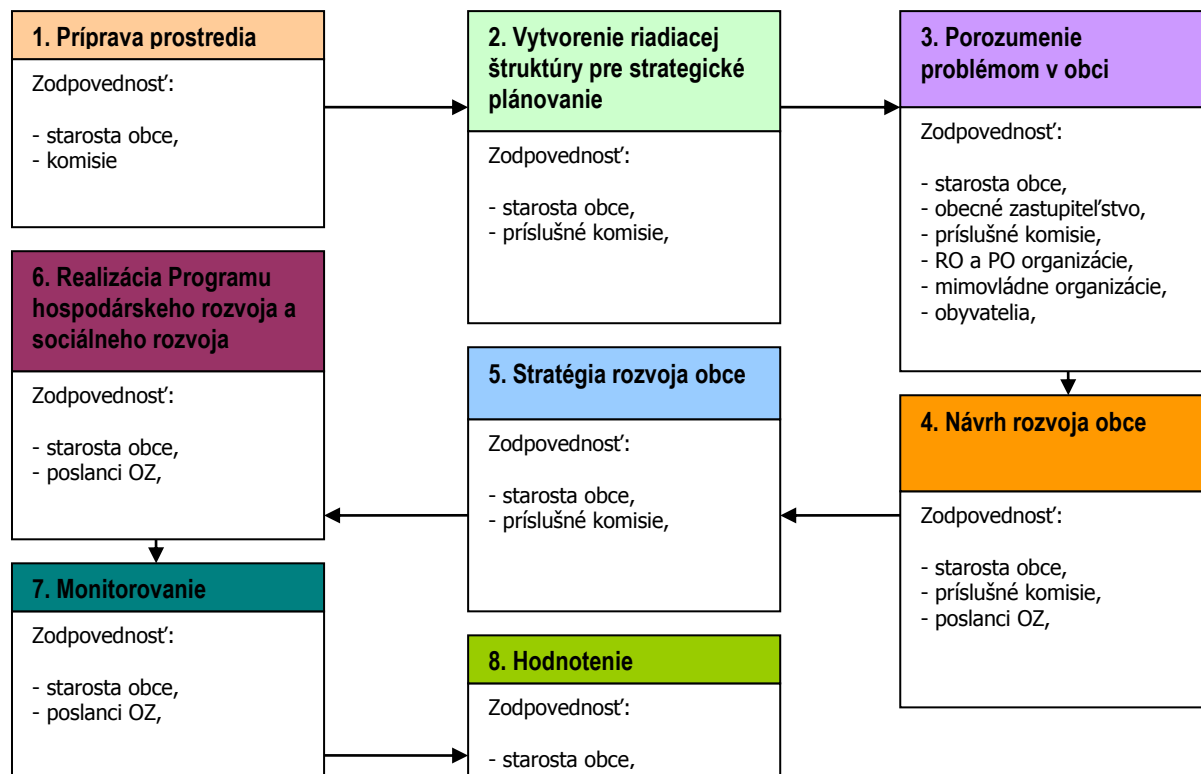 1. Príprava prostredia
Zodpovednosť:
- starosta obce,
- komisie
2. Vytvorenie riadiacej
štruktúry pre strategické
plánovanie
Zodpovednosť:
- starosta obce,
- príslušné komisie,
3. Porozumenie
problémom v obci
Zodpovednosť:
- starosta obce,
- obecné zastupiteľstvo,
- príslušné komisie,
- RO a PO organizácie,
- mimovládne organizácie,
- obyvatelia,
4. Návrh rozvoja obce
Zodpovednosť:
- starosta obce,
- príslušné komisie,
- poslanci OZ,
5. Stratégia rozvoja obce
Zodpovednosť:
- starosta obce,
- príslušné komisie,
6. Realizácia Programu
hospodárskeho rozvoja a
sociálneho rozvoja
Zodpovednosť:
- starosta obce,
- poslanci OZ,
7. Monitorovanie
Zodpovednosť:
- starosta obce,
- poslanci OZ,
8. Hodnotenie
Zodpovednosť:
- starosta obce,